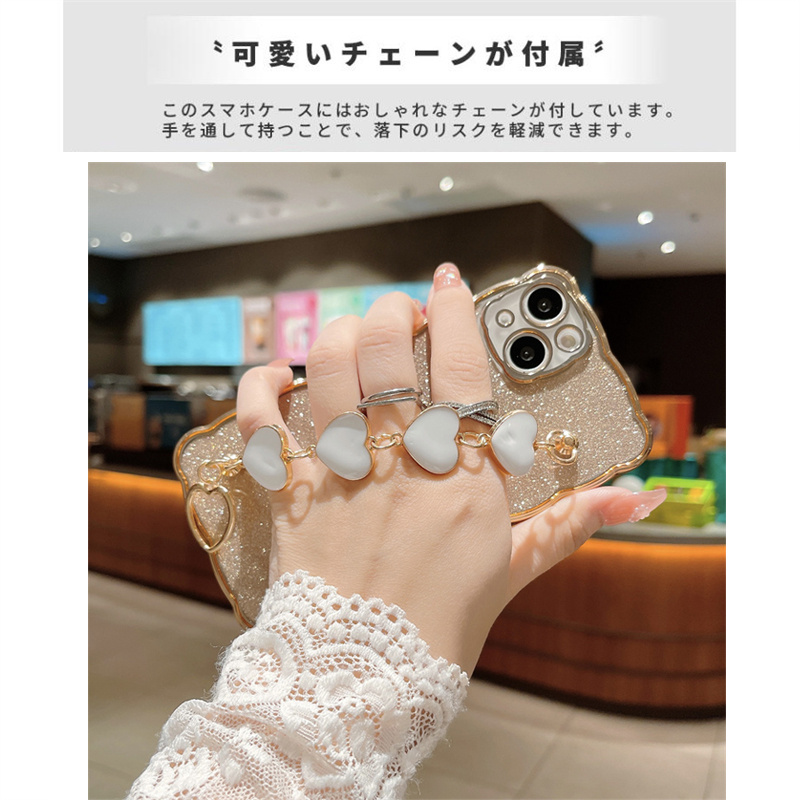 〝可愛いチェーンが付属〞
このスマホケースにはおしゃれなチェーンが付しています。
手を通して持つことで、落下のリスクを軽減できます。